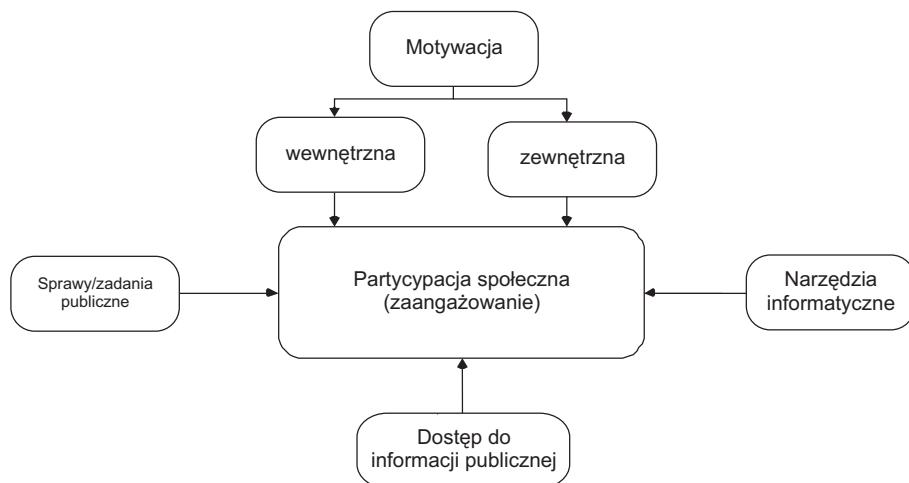 Motywacja
wewnętrzna
zewnętrzna
Sprawy/zadania
publiczne
Partycypacja społeczna
(zaangażowanie)
Narzędzia
informatyczne
Dostęp do
informacji publicznej